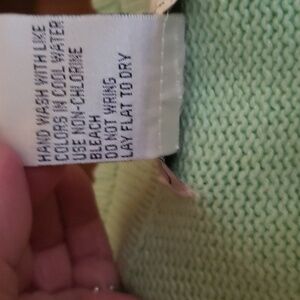 HAND WASH WITH LIKE
COLORS IN COOL WATER
USE NON-CHLORINE
BLEACH
DO NOT WRING
LAY FLAT TO DRY